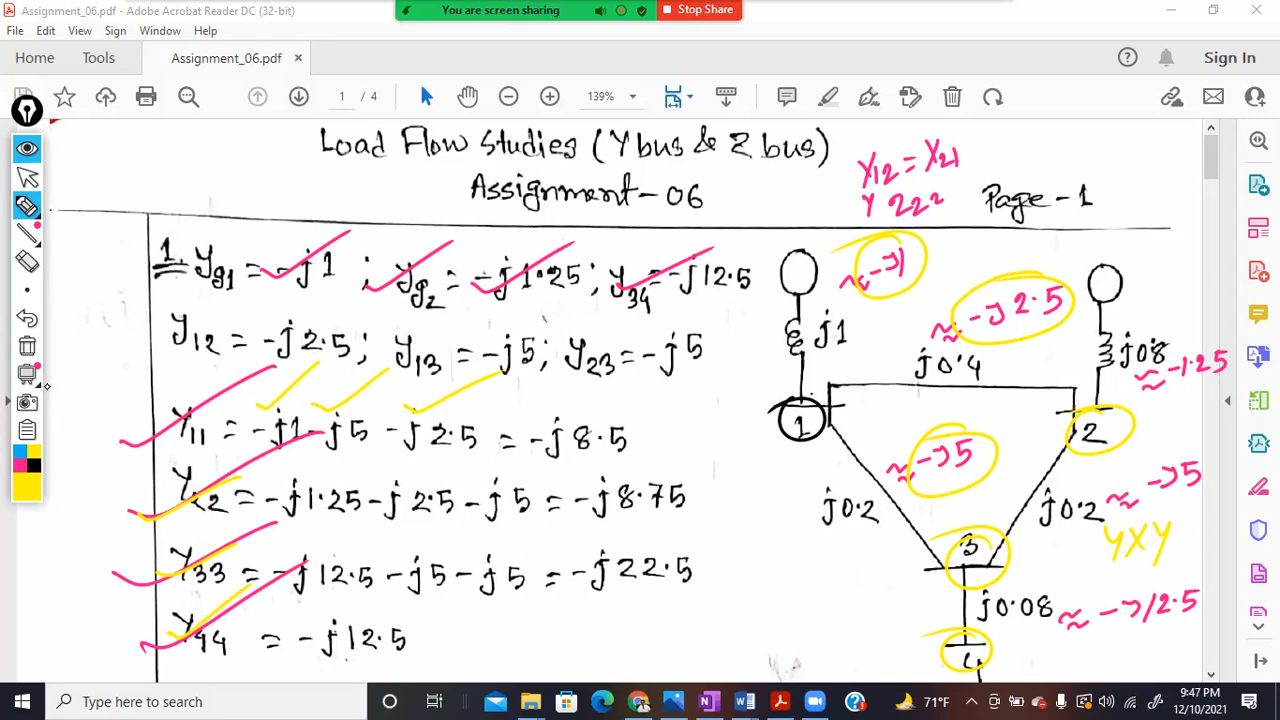 Assignment_06.pdf - Adobe Acrobat Reader DC (32-bit)
You are screen sharing
Stop Share
File Edit View Sign Window Help
Home Tools Assignment_06.pdf × Sign In
1 / 4 139%
Load Flow Studies (Y bus & Z bus)
Assignment-06
Page-1
Y12 = Y21
1. yg1 = -j1 ; yg2 = -j1.25 ; y34 = -j12.5
y12 = -j2.5 ; y13 = -j5 ; y23 = -j5
Y11 = -j1 -j5 -j2.5 = -j8.5
Y22 = -j1.25 -j2.5 -j5 = -j8.75
Y33 = -j12.5 -j5 -j5 = -j22.5
Y44 = -j12.5
≈ -J1
j1
≈ -J2.5
j0.4
j0.8
≈ -1.25
1
2
≈ -J5
j0.2
j0.2
≈ -J5
YXY
3
j0.08
≈ -J12.5
4
Type here to search
71°F
9:47 PM
12/10/2021